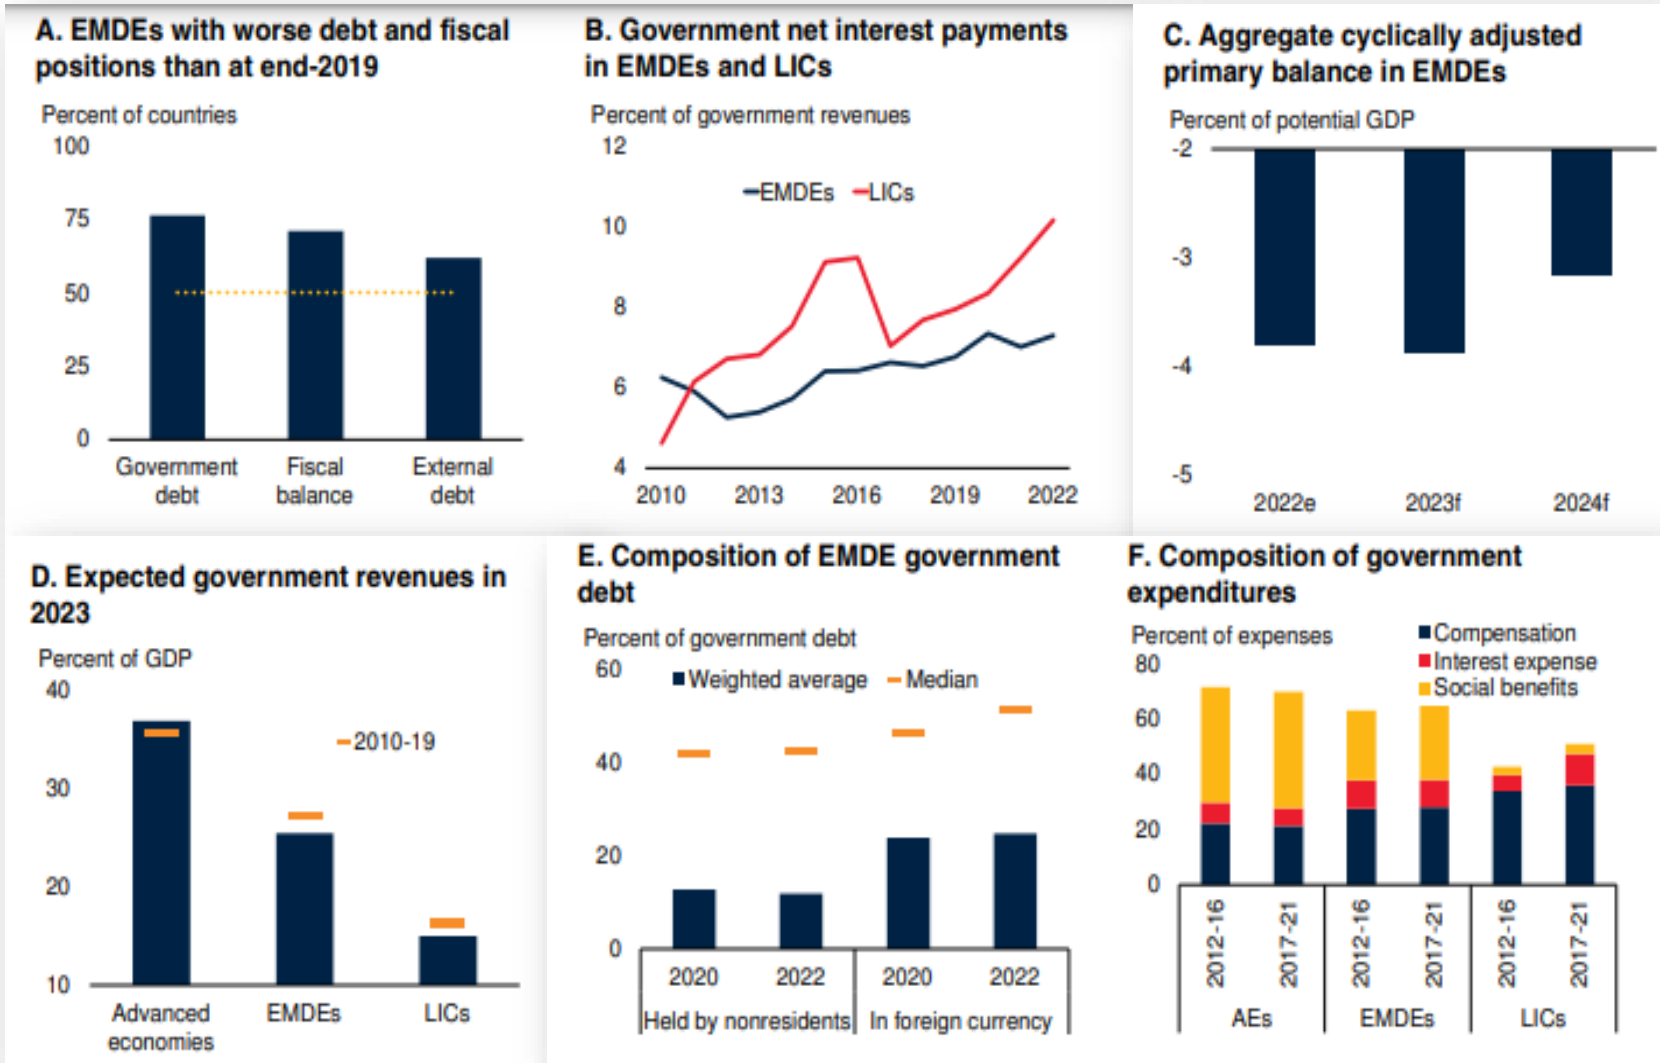 A. EMDEs with worse debt and fiscal
positions than at end-2019
Percent of countries
100
75
50
25
0
Government
debt
Fiscal
balance
External
debt
B. Government net interest payments
in EMDEs and LICs
Percent of government revenues
12
EMDEs LICs
10
8
6
4
2010 2013 2016 2019 2022
C. Aggregate cyclically adjusted
primary balance in EMDEs
Percent of potential GDP
-2
-3
-4
-5
2022e 2023f 2024f
D. Expected government revenues in
2023
Percent of GDP
40
2010-19
30
20
10
Advanced
economies
EMDEs
LICs
E. Composition of EMDE government
debt
Percent of government debt
60
Weighted average Median
40
20
0
2020 2022 2020 2022
Held by nonresidents In foreign currency
F. Composition of government
expenditures
Percent of expenses
Compensation
Interest expense
Social benefits
80
60
40
20
0
2012-16
2017-21
2012-16
2017-21
2012-16
2017-21
AEs EMDEs LICs